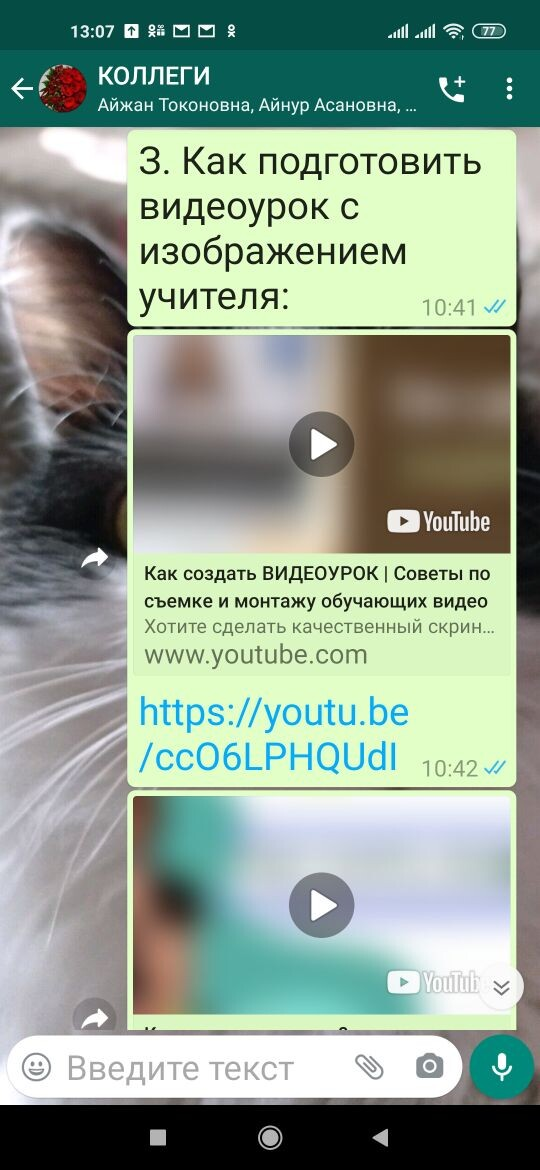 13:07
77
КОЛЛЕГИ
Айжан Токоновна, Айнур Асановна, ...
3. Как подготовить
видеоурок с
изображением
учителя:
10:41
YouTube
Как создать ВИДЕОУРОК | Советы по
съемке и монтажу обучающих видео
Хотите сделать качественный скрин...
www.youtube.com
https://youtu.be
/ccO6LPHQUdI
10:42
YouTub
Введите текст